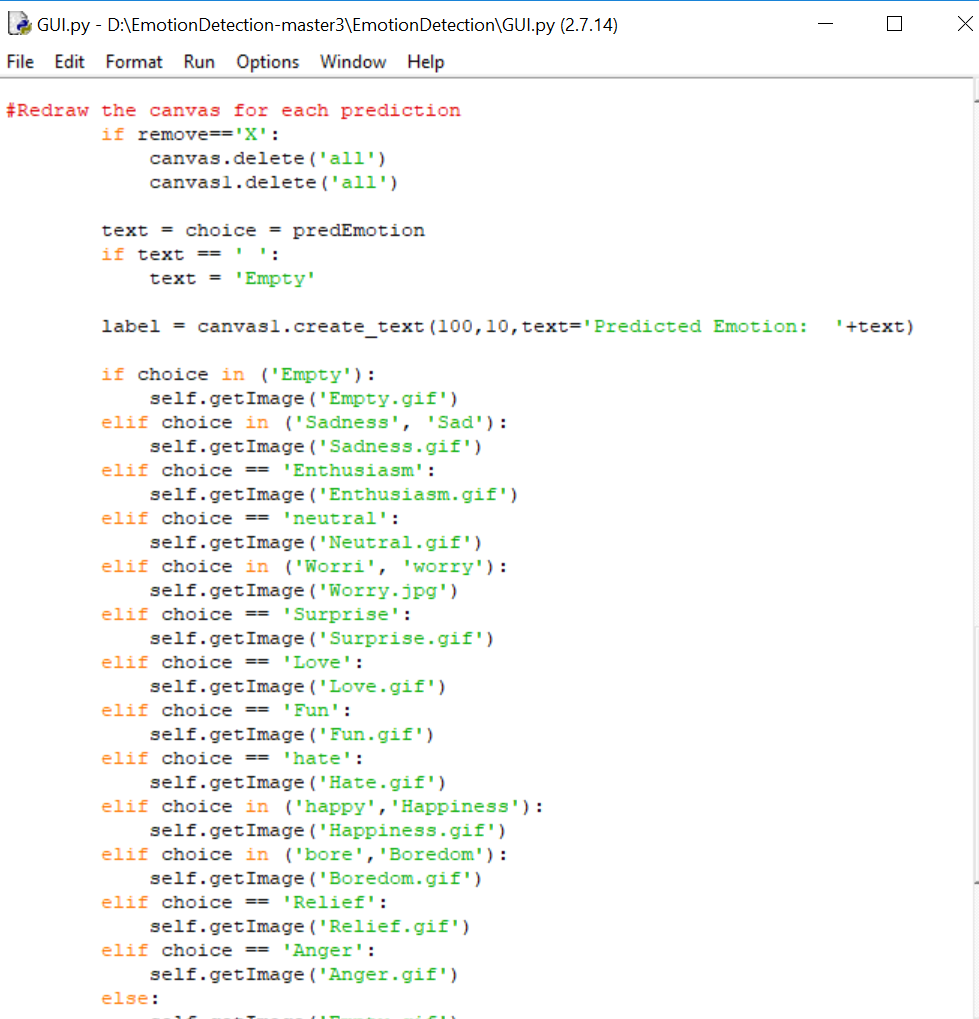 GUI.py - D:\EmotionDetection-master3\EmotionDetection\GUI.py (2.7.14)
File Edit Format Run Options Window Help
#Redraw the canvas for each prediction
        if remove=='X':
            canvas.delete('all')
            canvas1.delete('all')

        text = choice = predEmotion
        if text == ' ':
            text = 'Empty'

        label = canvas1.create_text(100,10,text='Predicted Emotion:  '+text)

        if choice in ('Empty'):
            self.getImage('Empty.gif')
        elif choice in ('Sadness', 'Sad'):
            self.getImage('Sadness.gif')
        elif choice == 'Enthusiasm':
            self.getImage('Enthusiasm.gif')
        elif choice == 'neutral':
            self.getImage('Neutral.gif')
        elif choice in ('Worri', 'worry'):
            self.getImage('Worry.jpg')
        elif choice == 'Surprise':
            self.getImage('Surprise.gif')
        elif choice == 'Love':
            self.getImage('Love.gif')
        elif choice == 'Fun':
            self.getImage('Fun.gif')
        elif choice == 'hate':
            self.getImage('Hate.gif')
        elif choice in ('happy','Happiness'):
            self.getImage('Happiness.gif')
        elif choice in ('bore','Boredom'):
            self.getImage('Boredom.gif')
        elif choice == 'Relief':
            self.getImage('Relief.gif')
        elif choice == 'Anger':
            self.getImage('Anger.gif')
        else: